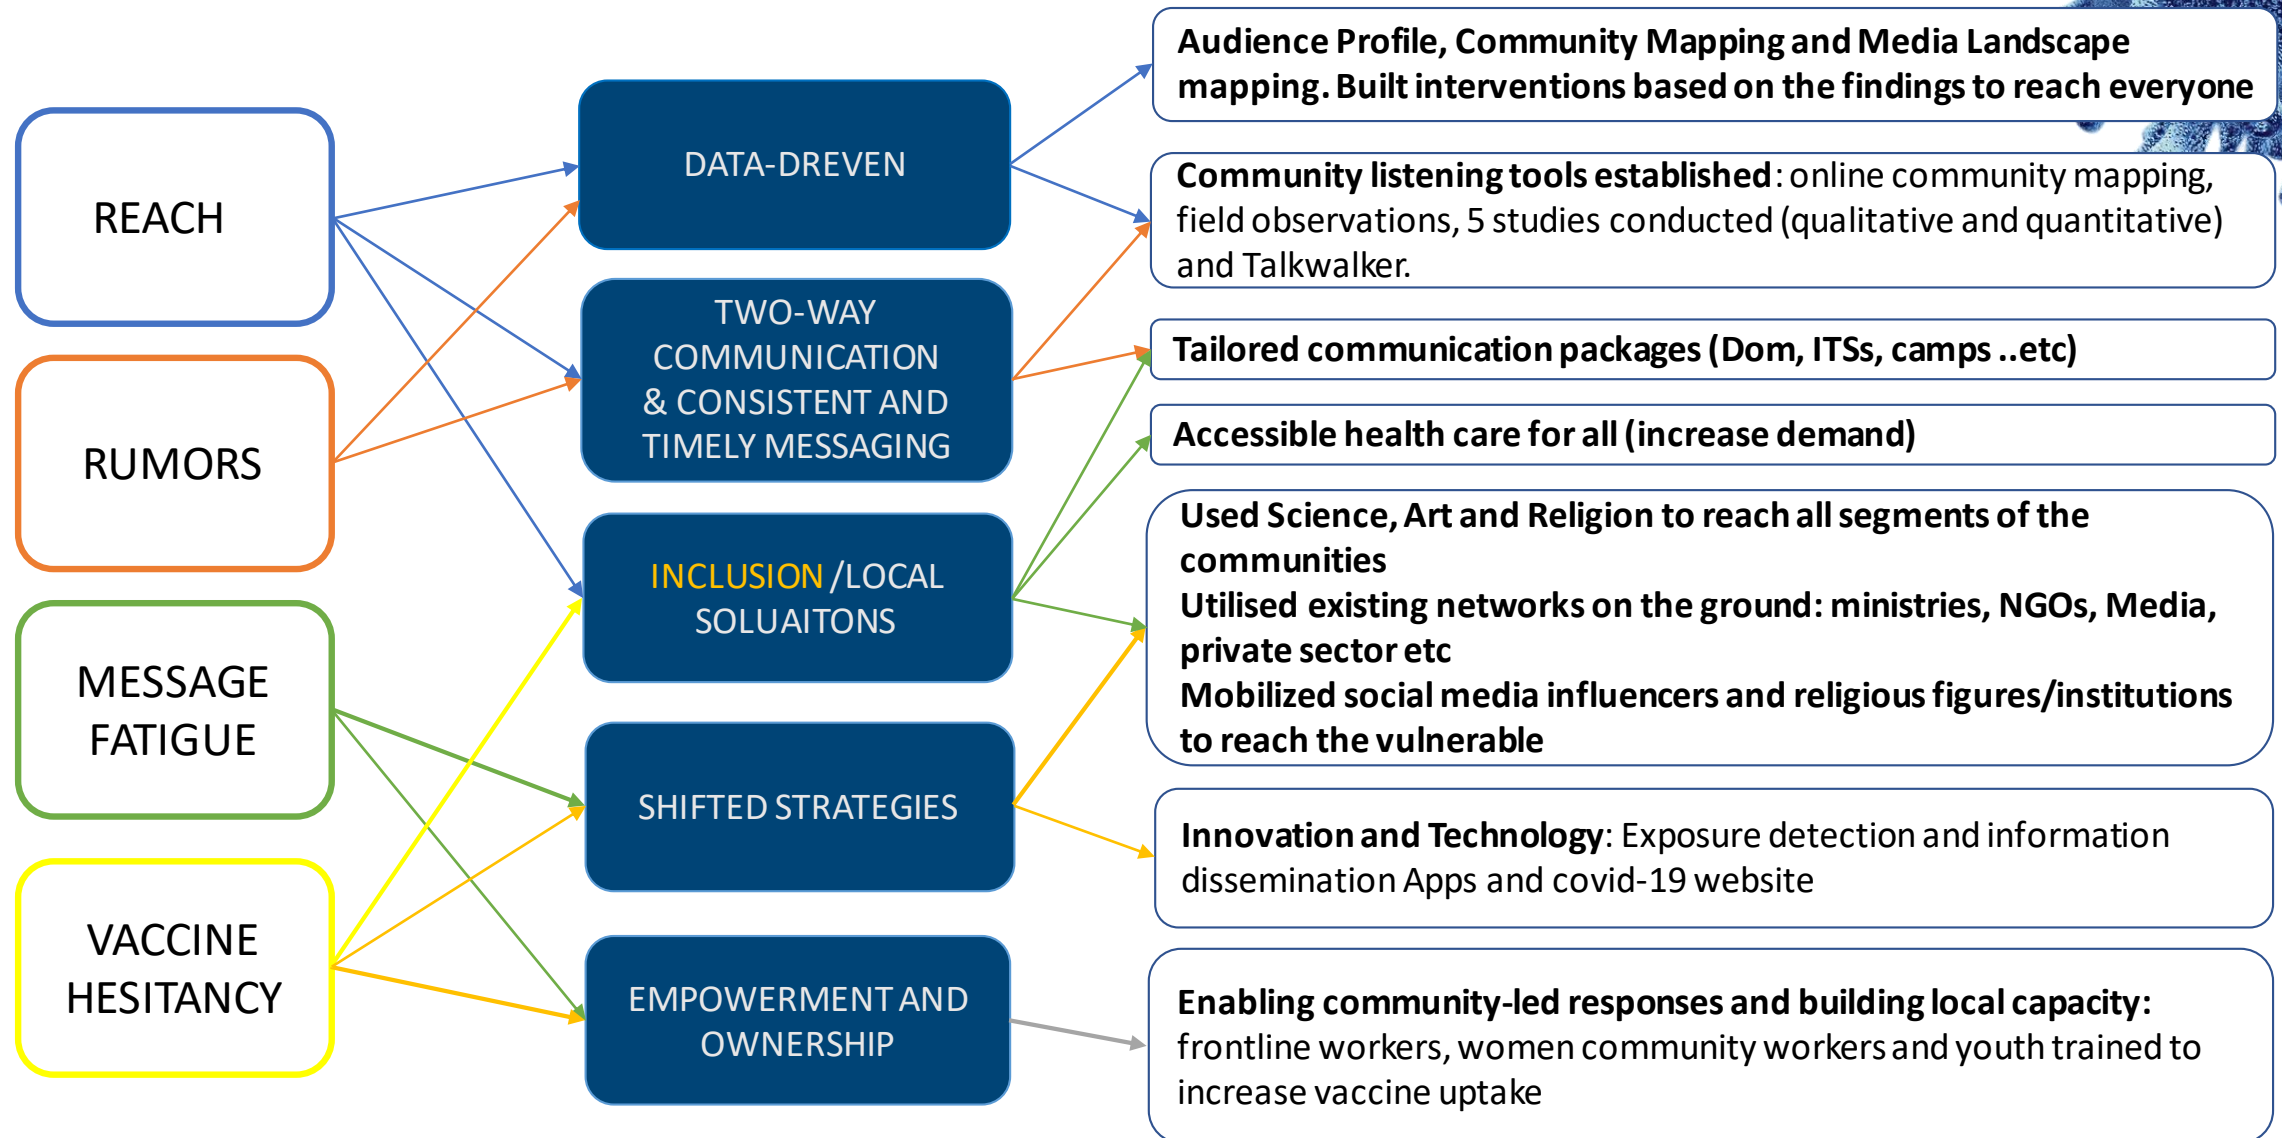 REACH
RUMORS
MESSAGE
FATIGUE
VACCINE
HESITANCY
DATA-DREVEN
TWO-WAY
COMMUNICATION
& CONSISTENT AND
TIMELY MESSAGING
INCLUSION /LOCAL
SOLUAITONS
SHIFTED STRATEGIES
EMPOWERMENT AND
OWNERSHIP
Audience Profile, Community Mapping and Media Landscape
mapping. Built interventions based on the findings to reach everyone
Community listening tools established: online community mapping,
field observations, 5 studies conducted (qualitative and quantitative)
and Talkwalker.
Tailored communication packages (Dom, ITSs, camps ..etc)
Accessible health care for all (increase demand)
Used Science, Art and Religion to reach all segments of the
communities
Utilised existing networks on the ground: ministries, NGOs, Media,
private sector etc
Mobilized social media influencers and religious figures/institutions
to reach the vulnerable
Innovation and Technology: Exposure detection and information
dissemination Apps and covid-19 website
Enabling community-led responses and building local capacity:
frontline workers, women community workers and youth trained to
increase vaccine uptake